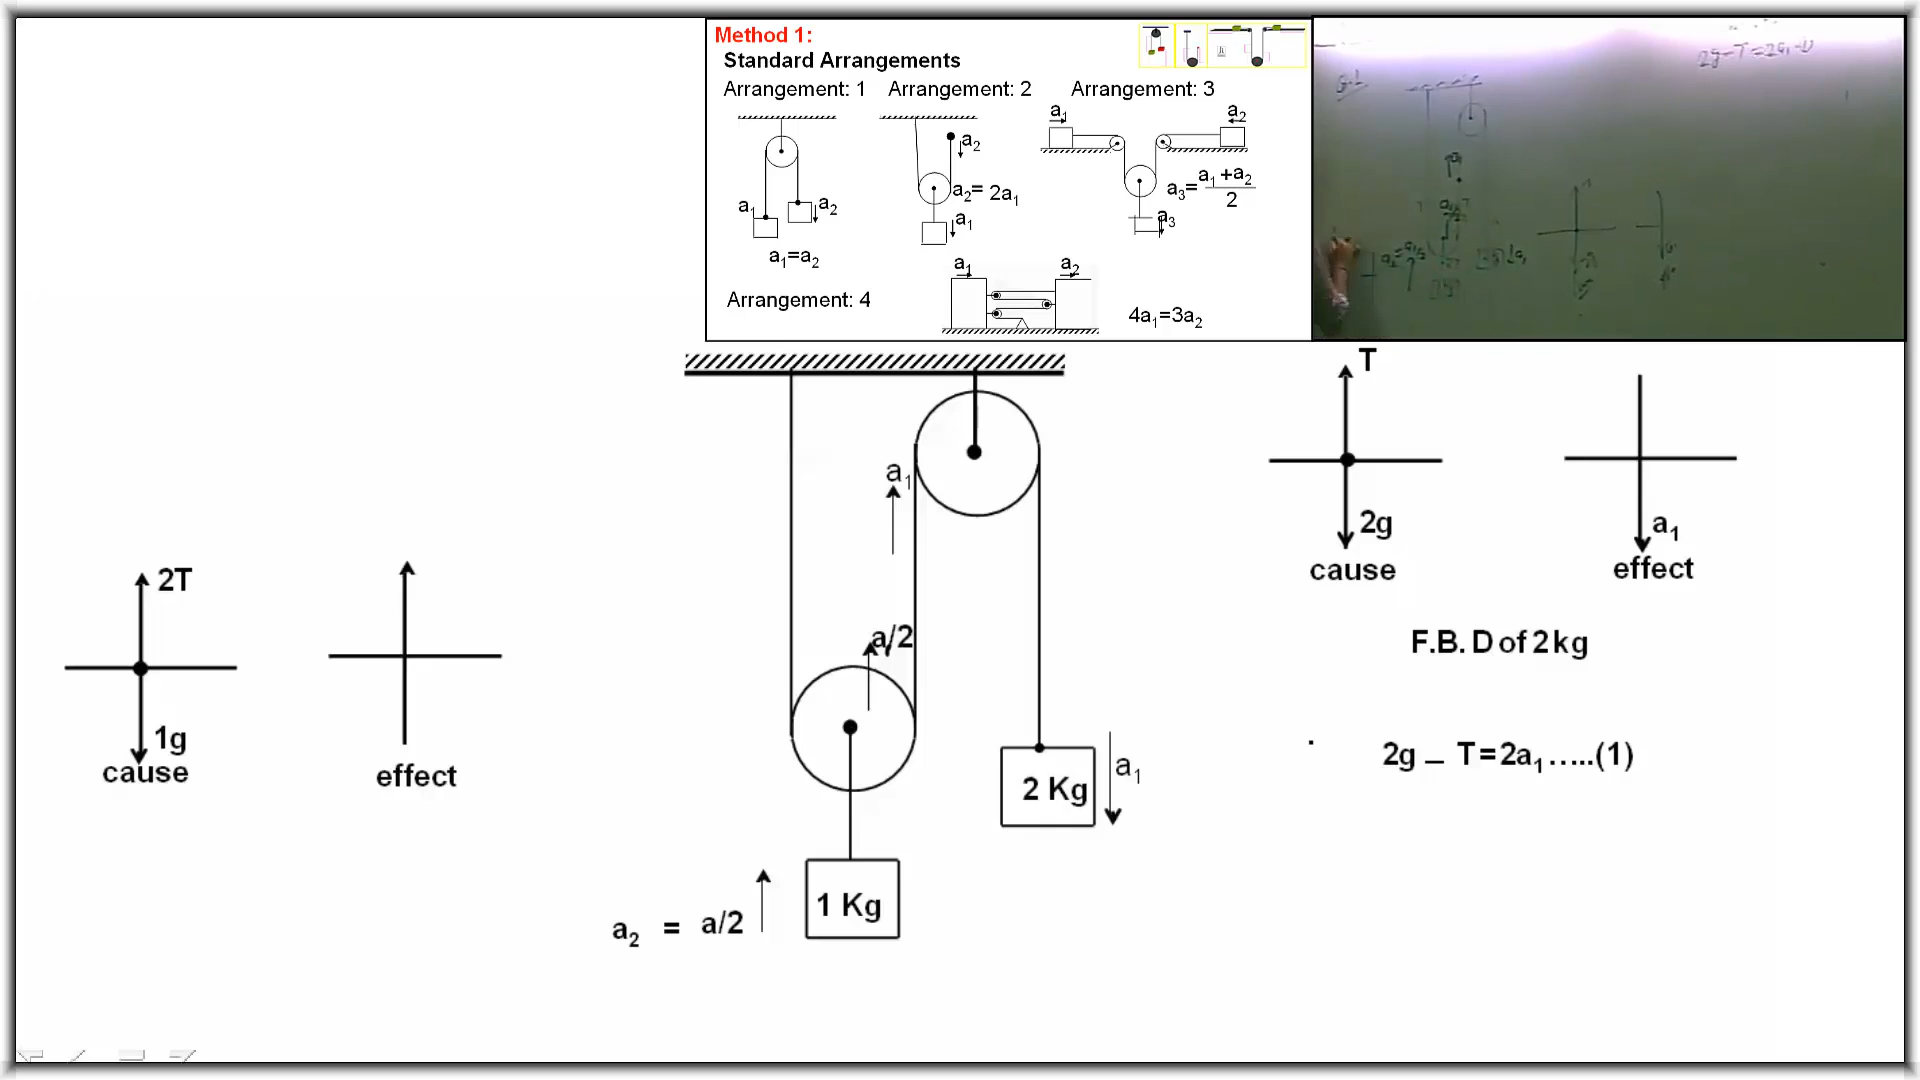 Method 1:
Standard Arrangements
Arrangement: 1 Arrangement: 2 Arrangement: 3
a₁ a₂
a₁=a₂
a₂
a₂= 2a₁
a₁
a₁ a₂
a₃= a₁+a₂
2
a₃
Arrangement: 4
a₁ a₂
4a₁=3a₂
2g-T=2a₁-(1)
a₁
a/2
2 Kg
a₁
1 Kg
a₂ = a/2
2T
1g
cause
effect
T
2g
cause
a₁
effect
F.B. D of 2kg
2g – T=2a₁.....(1)